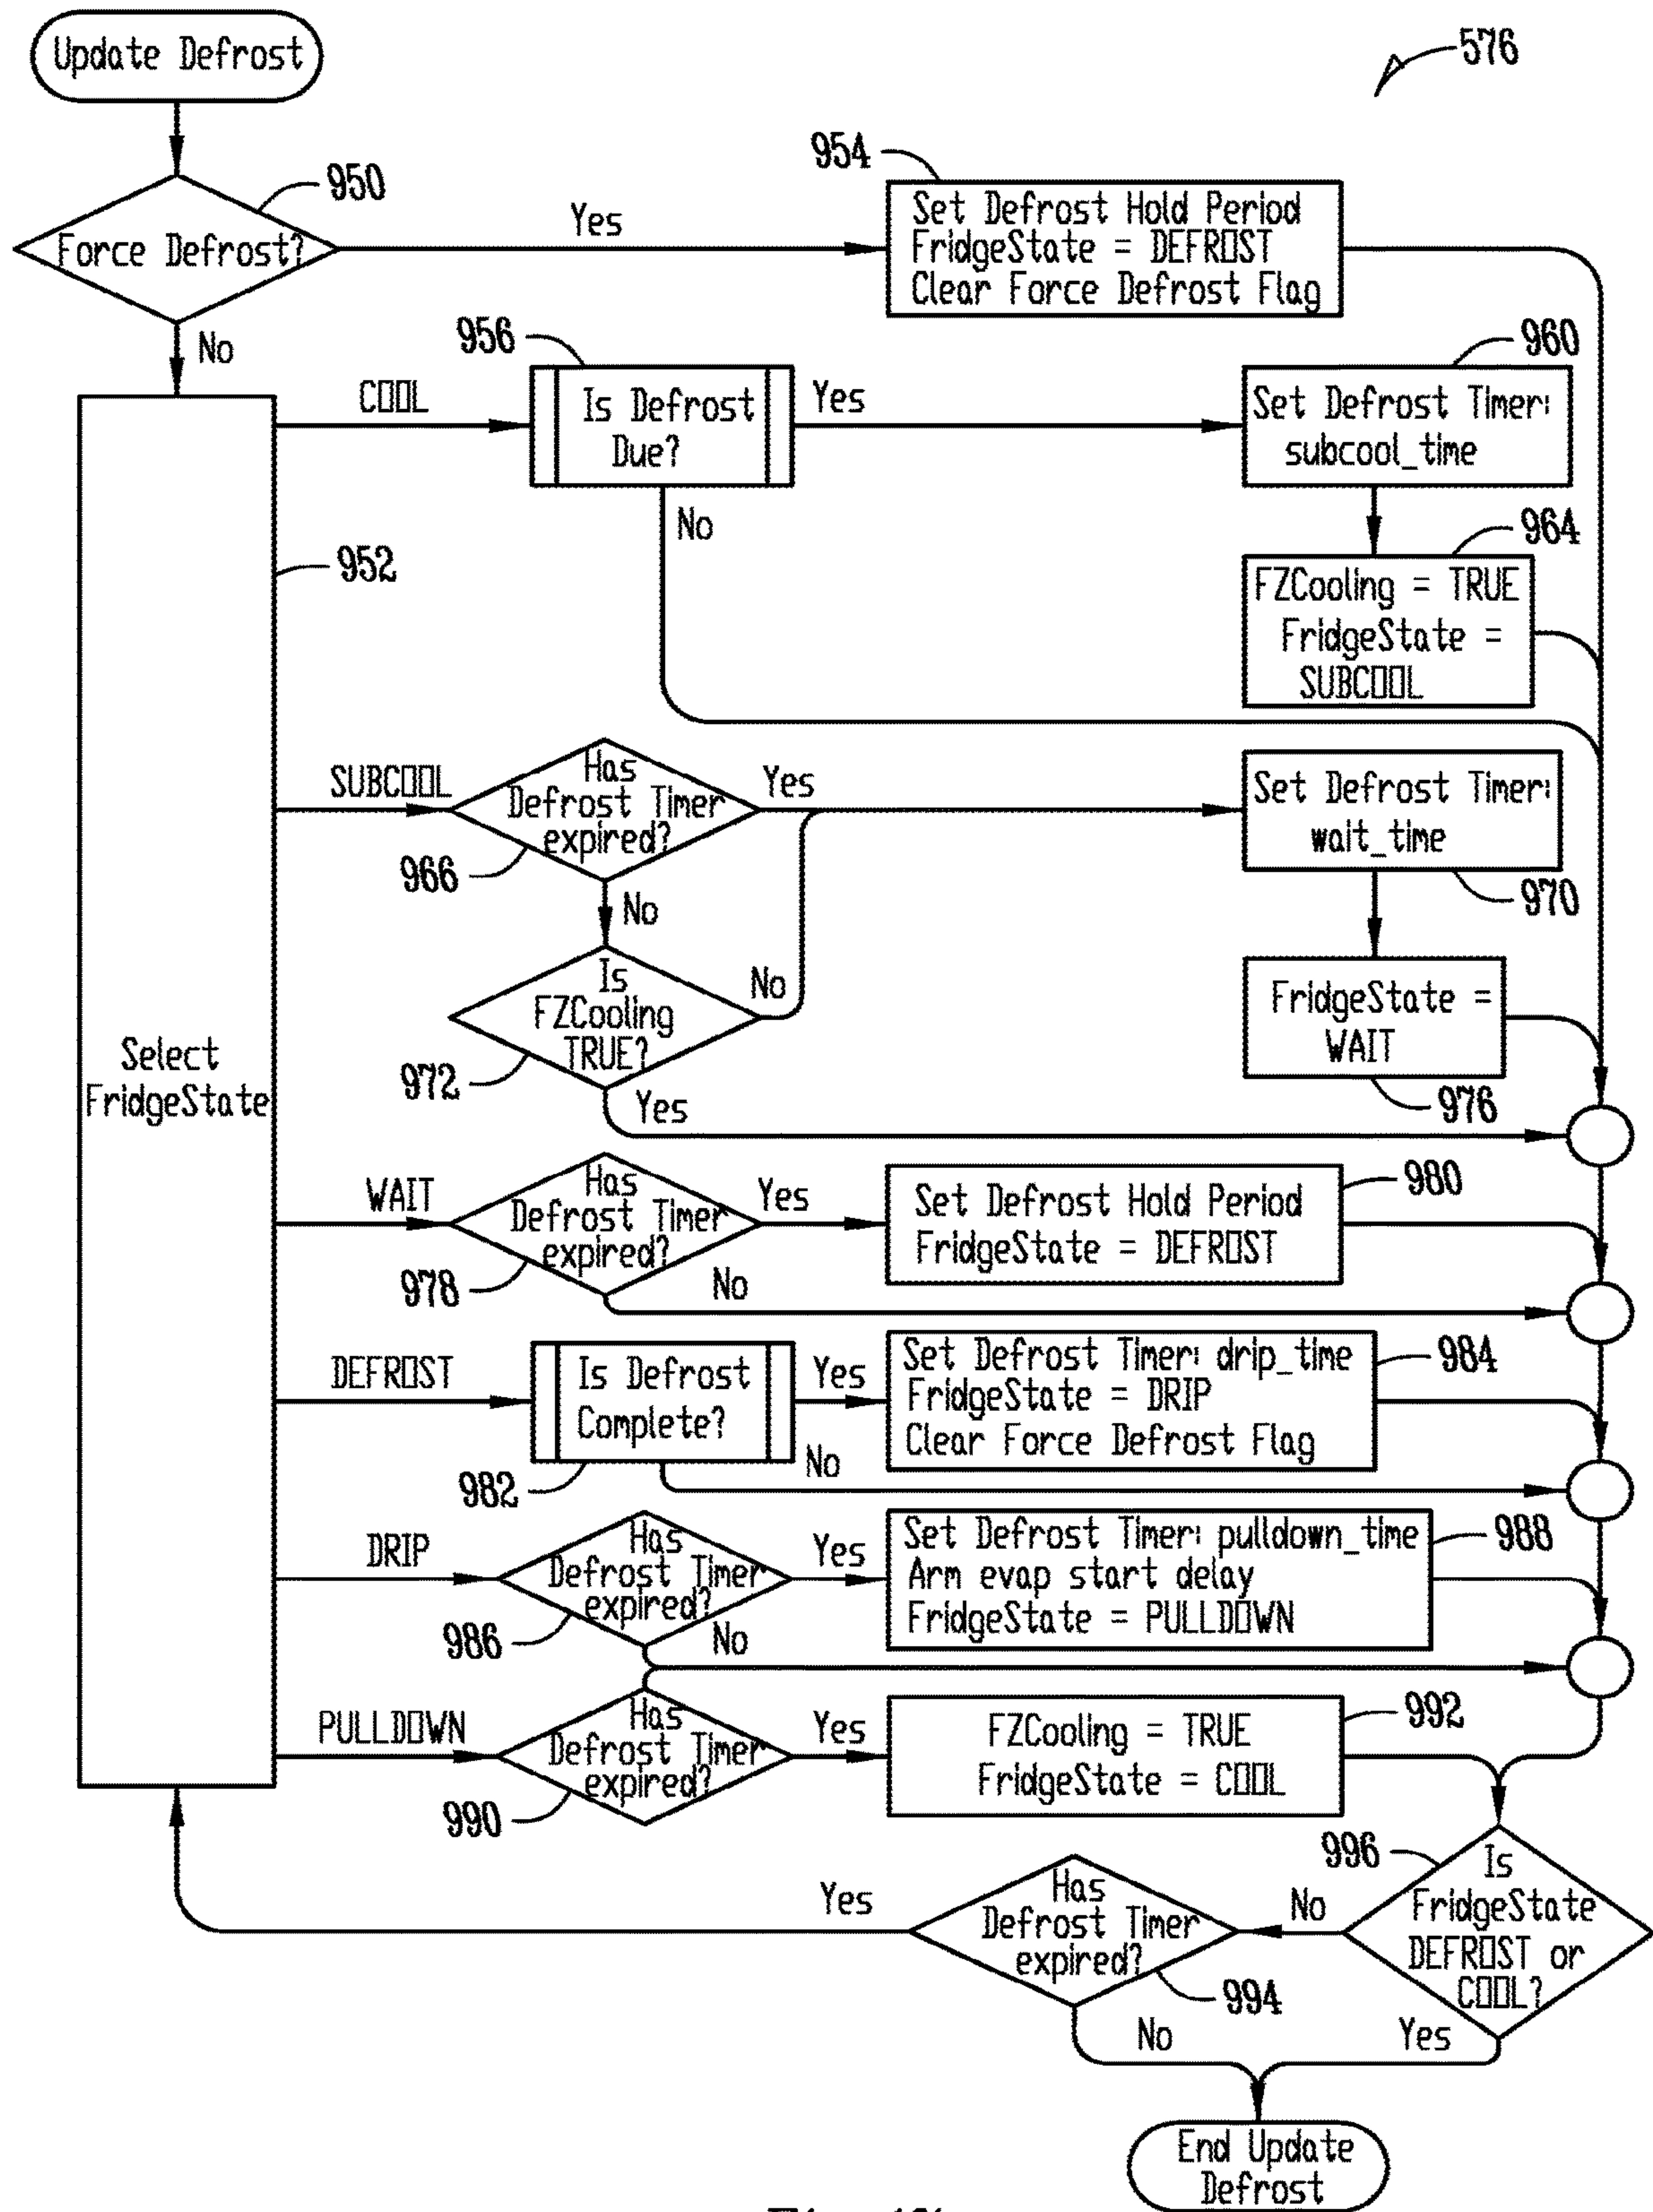 Update Defrost
576
950
954
Force Defrost?
Yes
Set Defrost Hold Period
FridgeState = DEFROST
Clear Force Defrost Flag
No
952
Select
FridgeState
COOL
956
Is Defrost
Due?
Yes
960
Set Defrost Timer:
subcool_time
No
964
FZCooling = TRUE
FridgeState =
SUBCOOL
SUBCOOL
Has
Defrost Timer
expired?
966
Yes
Set Defrost Timer:
wait_time
970
No
Is
FZCooling
TRUE?
972
No
FridgeState =
WAIT
976
Yes
WAIT
Has
Defrost Timer
expired?
978
Yes
Set Defrost Hold Period
FridgeState = DEFROST
980
No
DEFROST
Is Defrost
Complete?
982
Yes
Set Defrost Timer: drip_time
FridgeState = DRIP
Clear Force Defrost Flag
984
No
DRIP
Has
Defrost Timer
expired?
986
Yes
Set Defrost Timer: pulldown_time
Arm evap start delay
FridgeState = PULLDOWN
988
No
PULLDOWN
Has
Defrost Timer
expired?
990
Yes
FZCooling = TRUE
FridgeState = COOL
992
996
Is
FridgeState
DEFROST or
COOL?
No
Has
Defrost Timer
expired?
994
Yes
No
Yes
End Update
Defrost